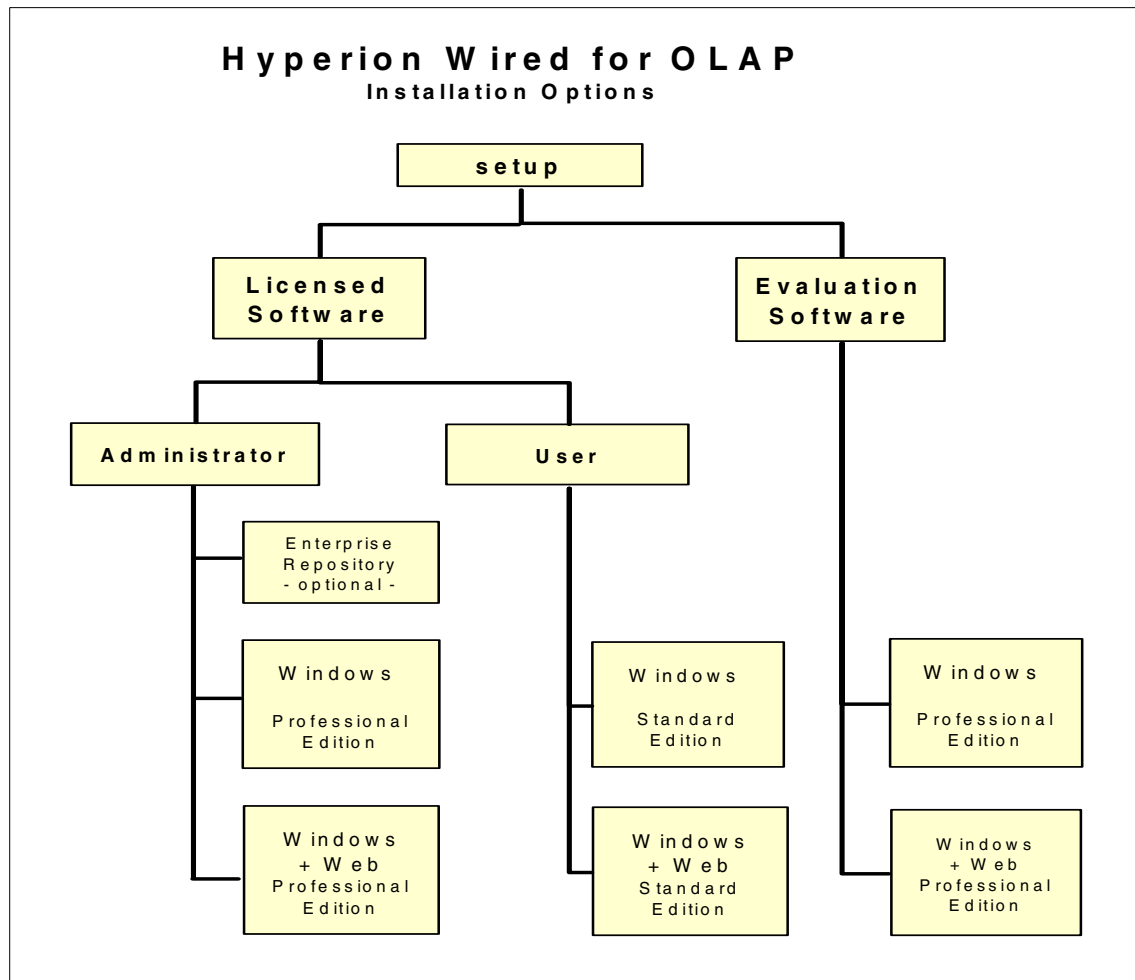 Hyperion Wired for OLAP
Installation Options
setup
Licensed
Software
Evaluation
Software
Administrator
User
Enterprise
Repository
- optional -
Windows
Professional
Edition
Windows
Standard
Edition
Windows
Professional
Edition
Windows
+ Web
Professional
Edition
Windows
+ Web
Standard
Edition
Windows
+ Web
Professional
Edition